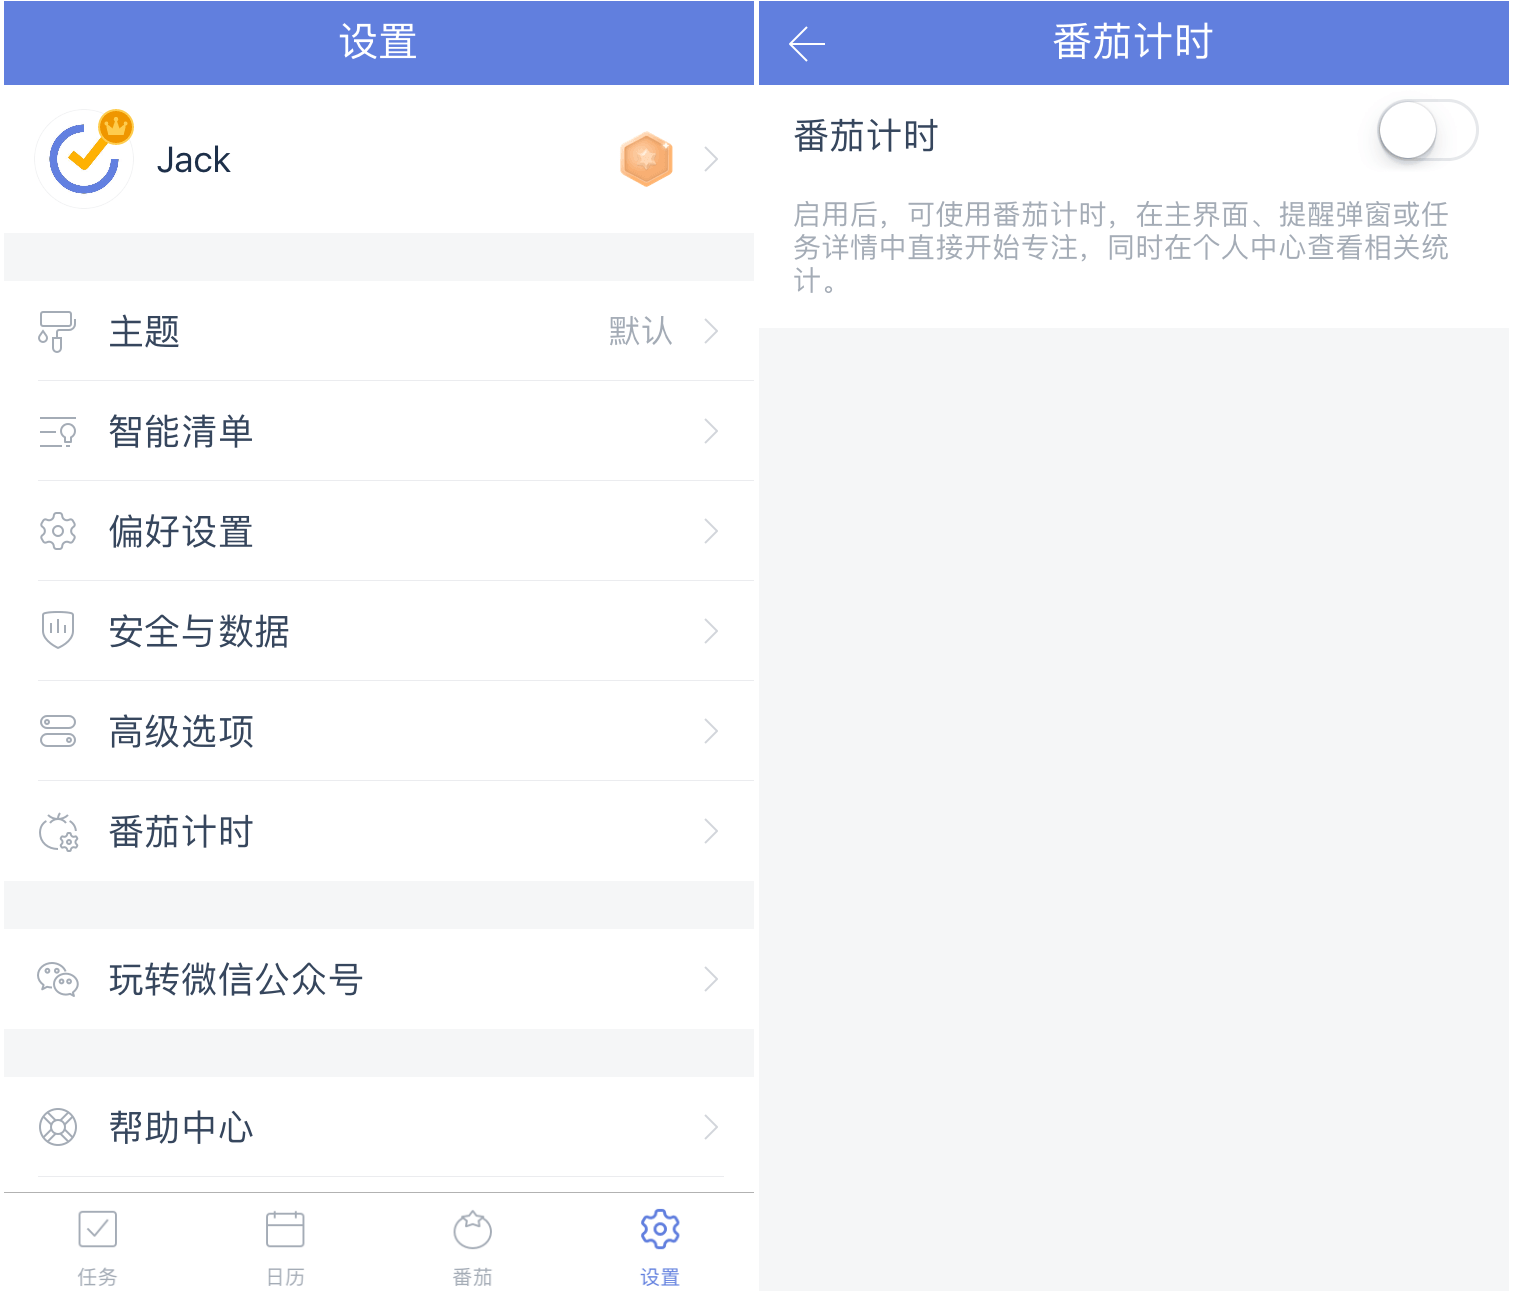 设置
Jack
主题
默认
智能清单
偏好设置
安全与数据
高级选项
番茄计时
玩转微信公众号
帮助中心
任务
日历
番茄
设置
番茄计时
番茄计时
启用后，可使用番茄计时，在主界面、提醒弹窗或任
务详情中直接开始专注，同时在个人中心查看相关统
计。